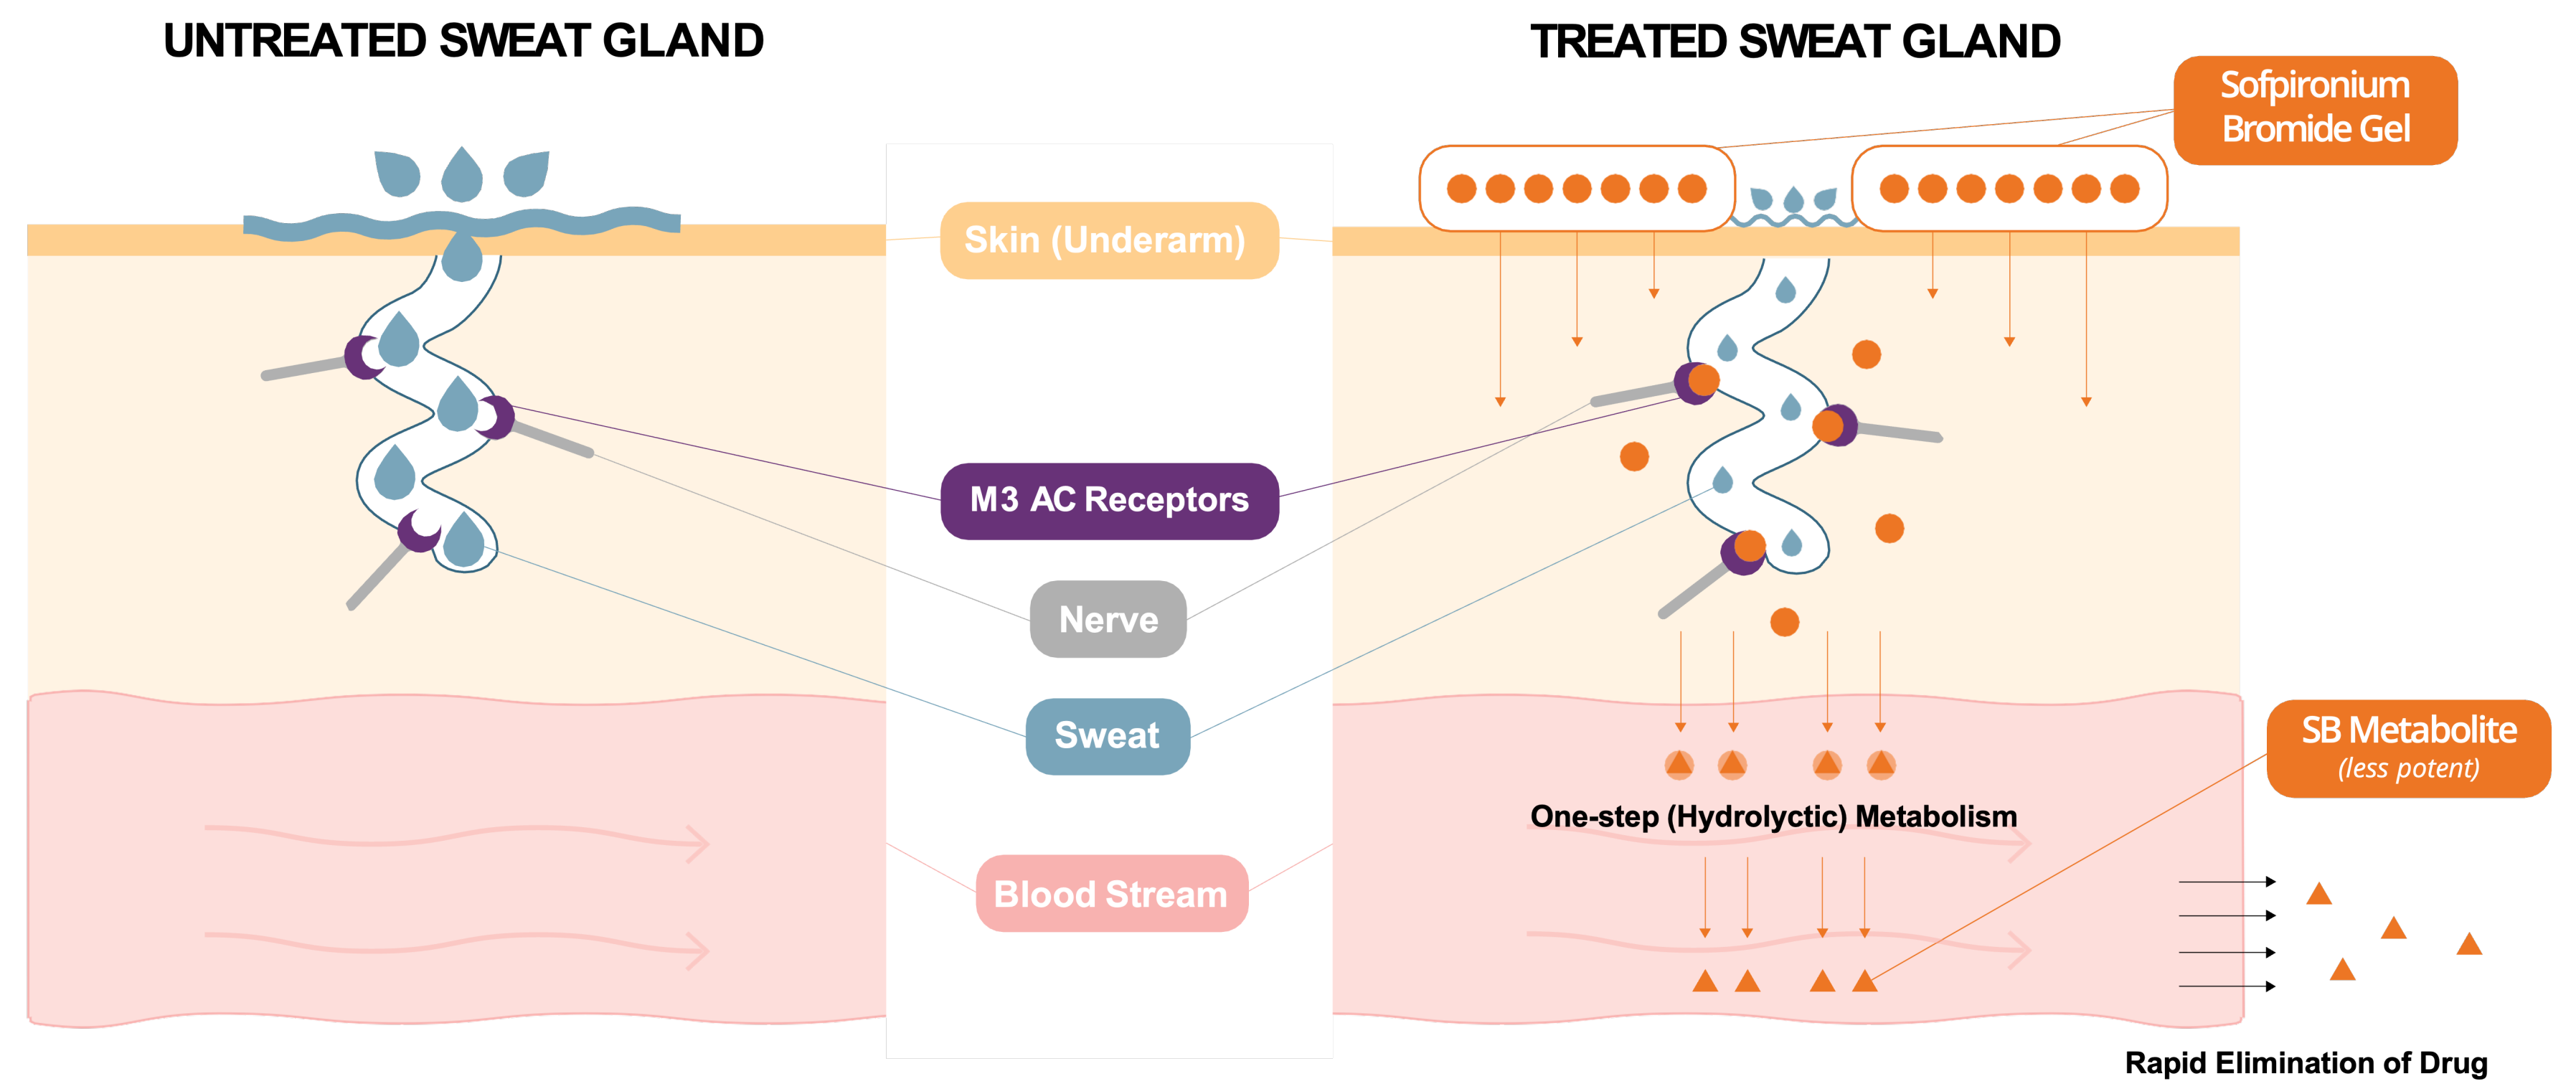 UNTREATED SWEAT GLAND
TREATED SWEAT GLAND
Sofpironium
Bromide Gel
Skin (Underarm)
M3 AC Receptors
Nerve
Sweat
SB Metabolite
(less potent)
One-step (Hydrolyctic) Metabolism
Blood Stream
Rapid Elimination of Drug